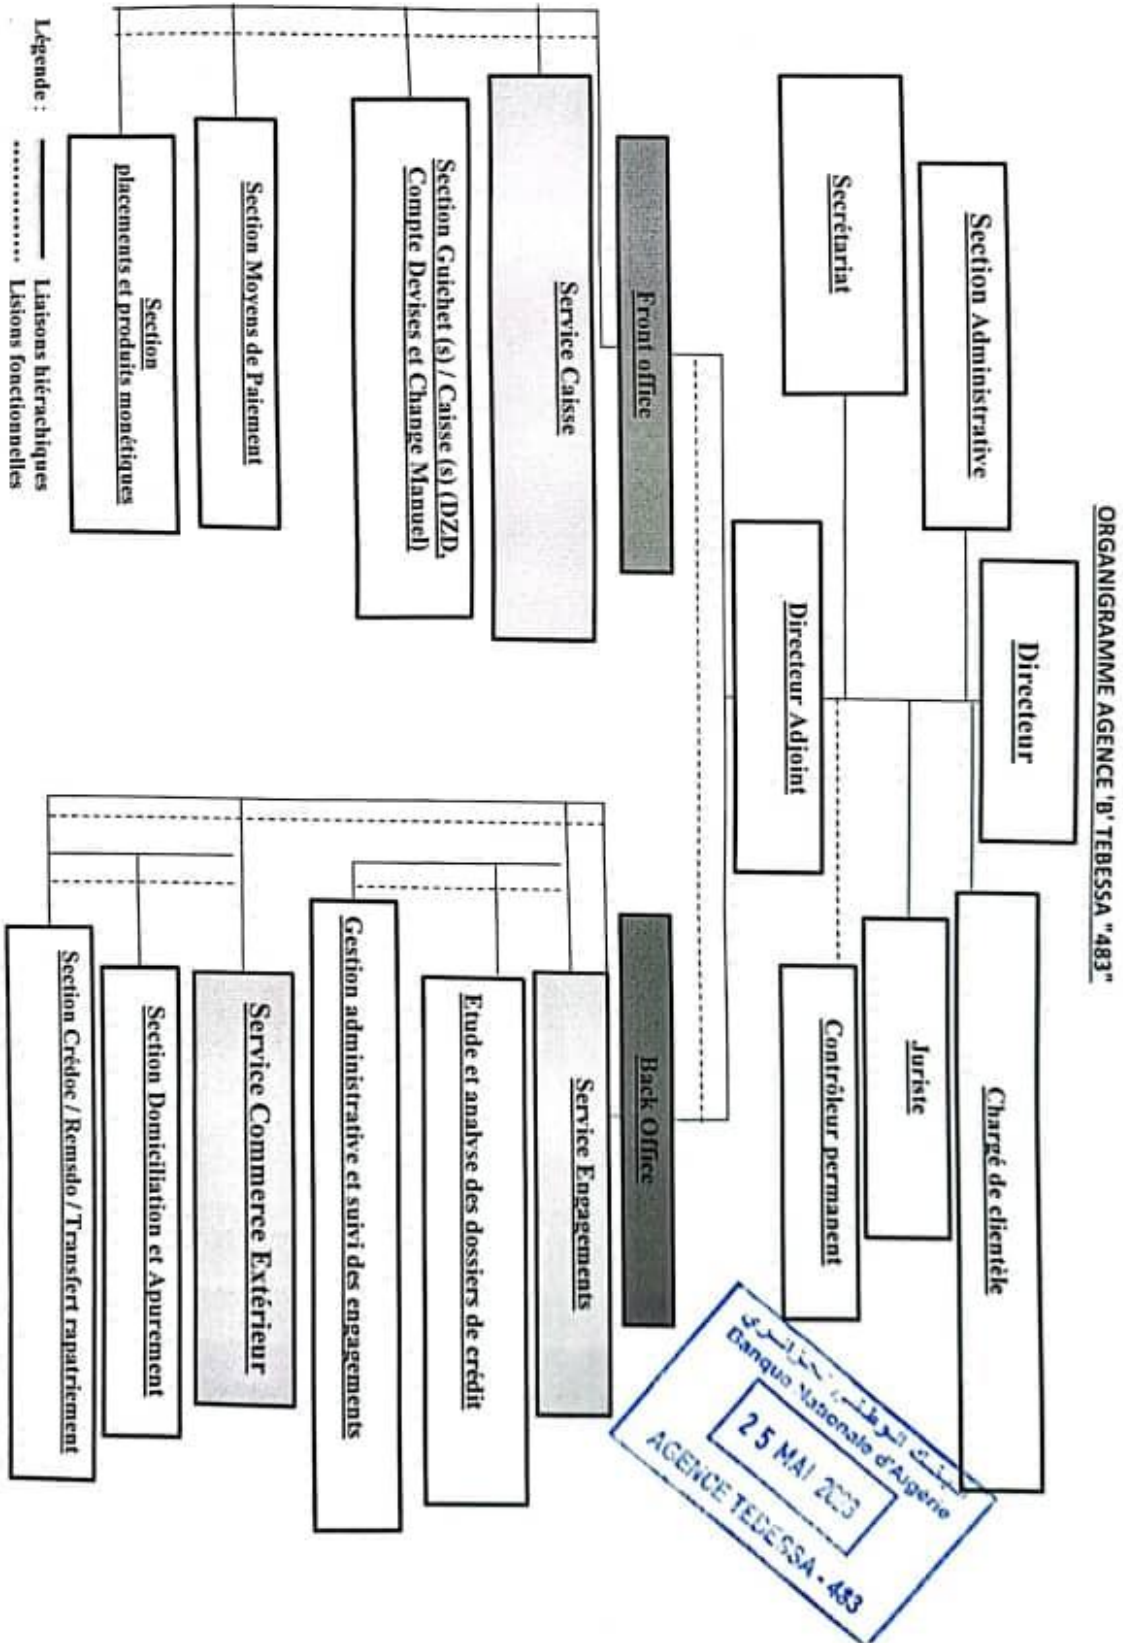 ORGANIGRAMME AGENCE 'B' TEBESSA "483"
Directeur
Section Administrative
Chargé de clientèle
Secrétariat
Juriste
Contrôleur permanent
Directeur Adjoint
Front office
Back Office
Service Caisse
Service Engagements
Section Guichet (s) / Caisse (s) (DZD,
Compte Devises et Change Manuel)
Etude et analyse des dossiers de crédit
Gestion administrative et suivi des engagements
Section Moyens de Paiement
Service Commerce Extérieur
Section
placements et produits monétiques
Section Domiciliation et Apurement
Section Crédoc / Remsdo / Transfert rapatriement
Légende :
Liaisons hiérachiques
Lisions fonctionnelles
Banque Nationale d'Algérie
25 MAI
AGENCE TEBESSA - 483